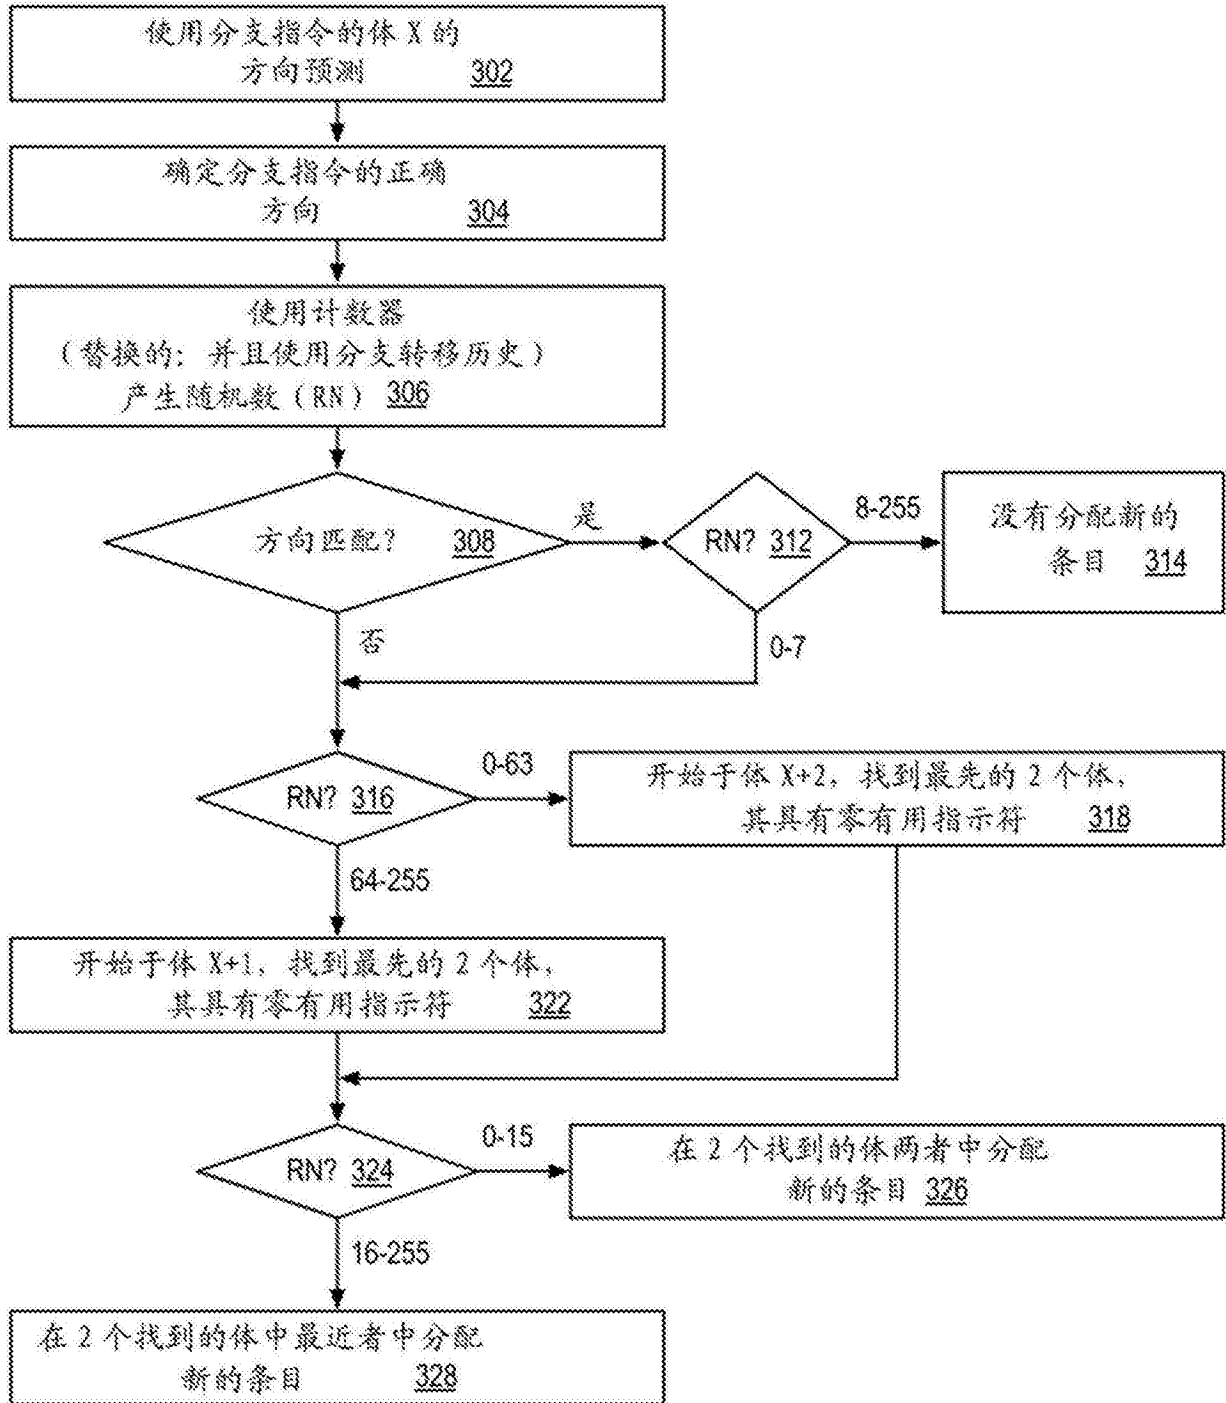 使用分支指令的体 X 的
方向预测 302
确定分支指令的正确
方向 304
使用计数器
（替换的：并且使用分支转移历史）
产生随机数（RN） 306
方向匹配？ 308
是
RN? 312
8-255
没有分配新的
条目 314
否
0-7
RN? 316
0-63
开始于体 X+2，找到最先的 2 个体，
其具有零有用指示符 318
64-255
开始于体 X+1，找到最先的 2 个体，
其具有零有用指示符 322
RN? 324
0-15
在 2 个找到的体两者中分配
新的条目 326
16-255
在 2 个找到的体中最近者中分配
新的条目 328